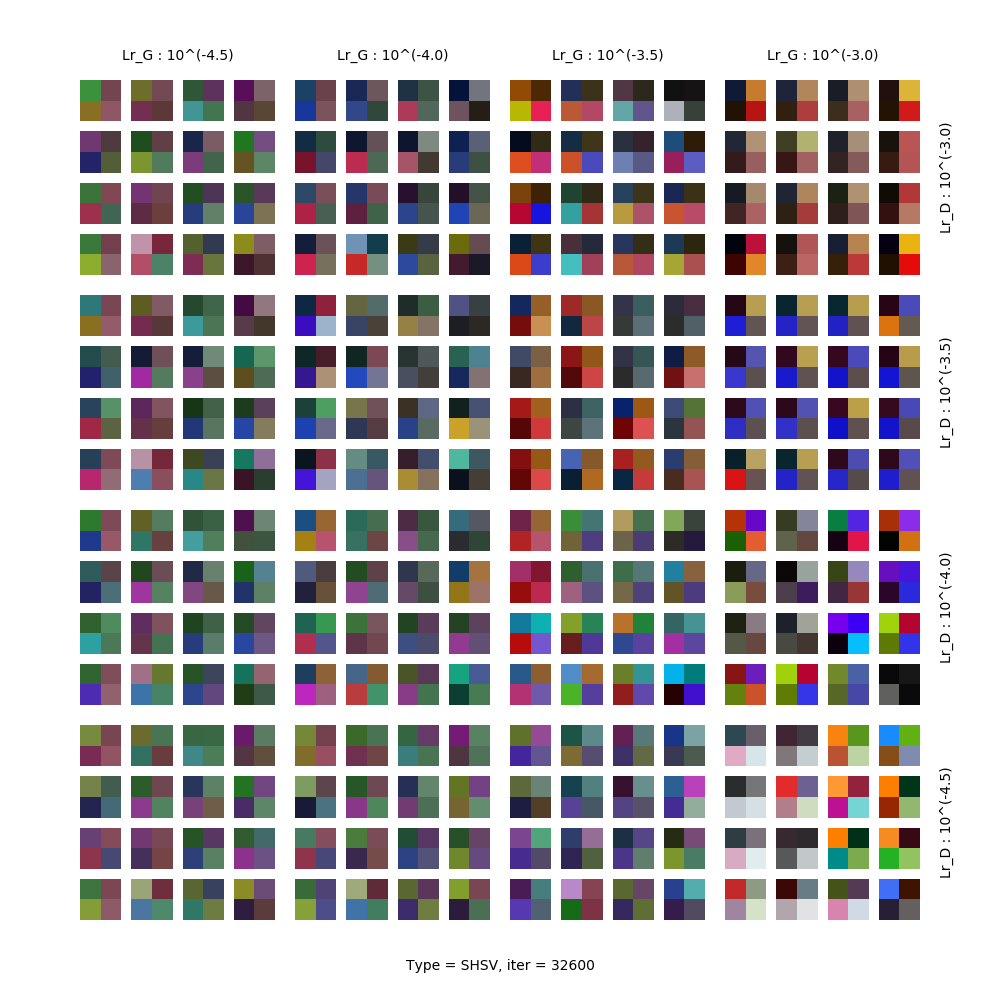 Lr_G : 10^(-4.5)
Lr_G : 10^(-4.0)
Lr_G : 10^(-3.5)
Lr_G : 10^(-3.0)
Lr_D : 10^(-3.0)
Lr_D : 10^(-3.5)
Lr_D : 10^(-4.0)
Lr_D : 10^(-4.5)
Type = SHSV, iter = 32600